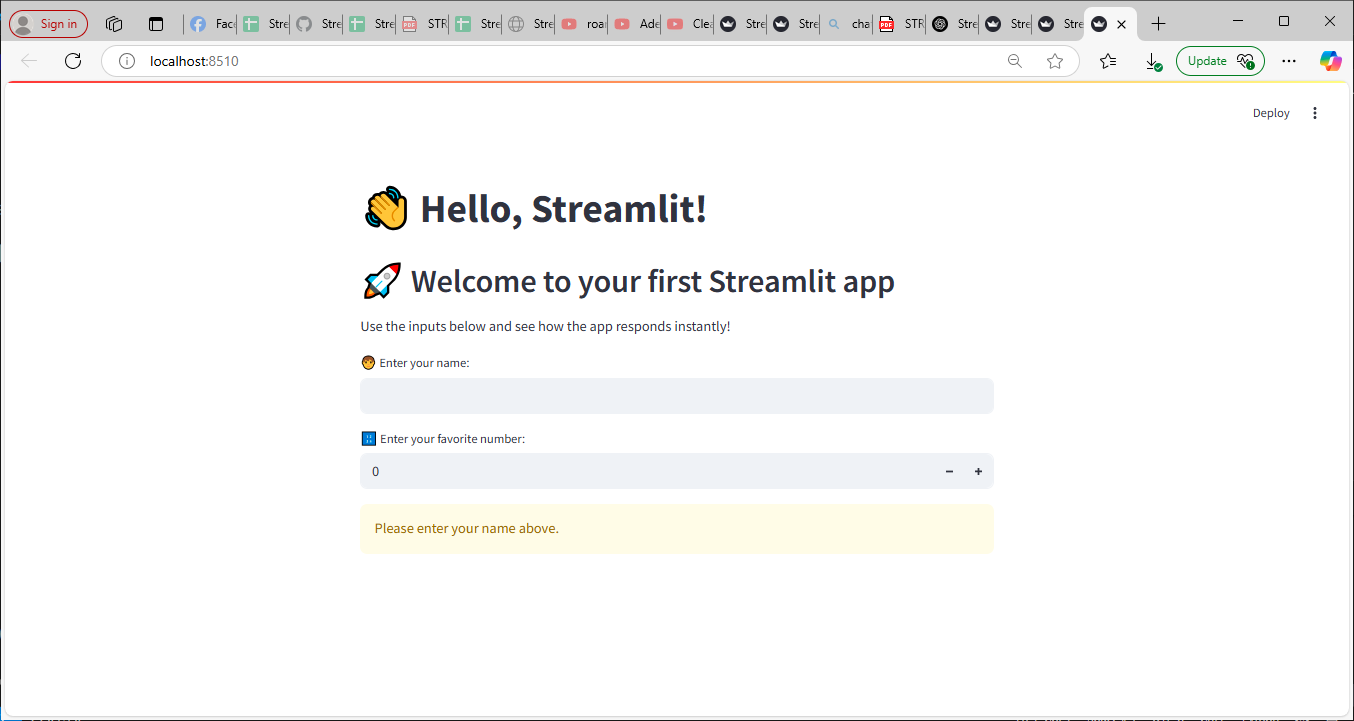 Sign in
Face
Stre
Stre
Stre
STR
Stre
Stre
roa
Ade
Cle
Stre
Stre
cha
STR
Stre
Stre
Stre
localhost:8510
Update
Deploy
👋 Hello, Streamlit!
🚀 Welcome to your first Streamlit app
Use the inputs below and see how the app responds instantly!
🧑 Enter your name:
🔢 Enter your favorite number:
0 − +
Please enter your name above.